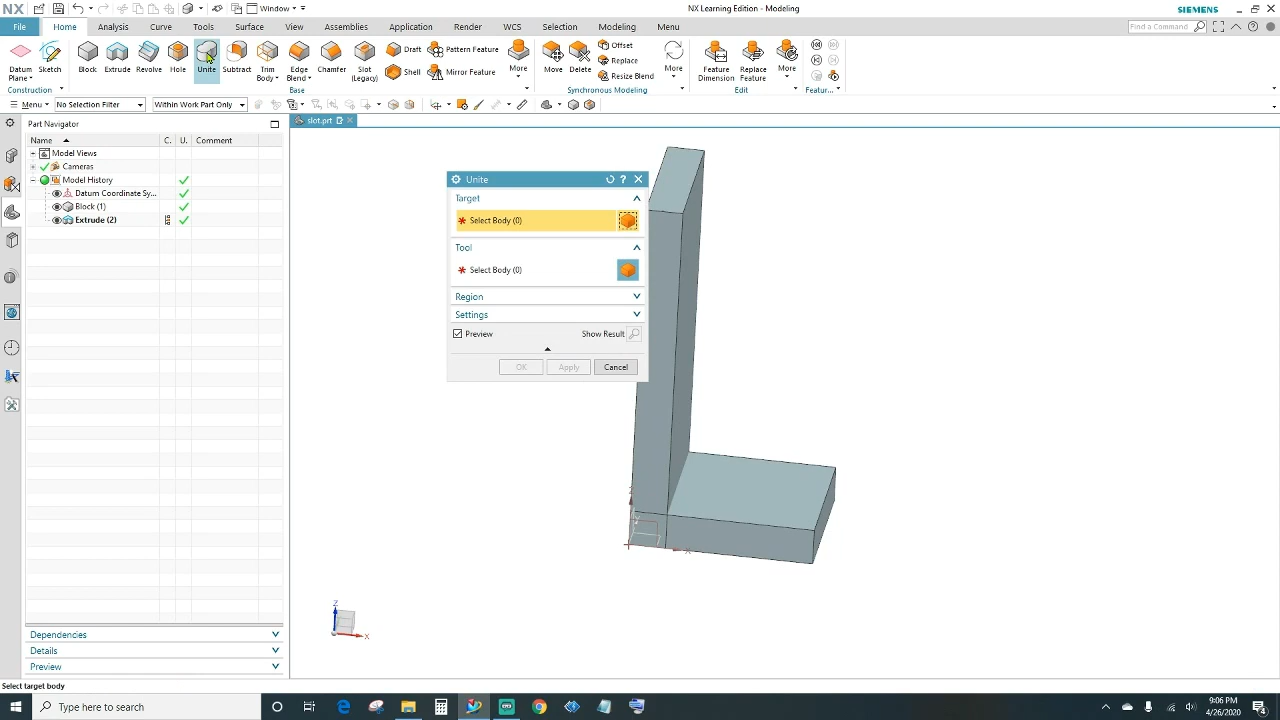 NX
Window
NX Learning Edition - Modeling
SIEMENS
File Home Analysis Curve Tools Surface View Assemblies Application Render WCS Selection Modeling Menu
Find a Command
Datum Plane Sketch Block Extrude Revolve Hole Unite Subtract Trim Body Edge Blend Chamfer Slot (Legacy) Draft Shell Pattern Feature Mirror Feature More Move Delete Offset Replace Resize Blend More Feature Dimension Replace Feature More
Construction Base Synchronous Modeling Edit Featur...
Menu No Selection Filter Within Work Part Only
Part Navigator
slot.prt
Name C. U. Comment
Model Views
Cameras
Model History
Datum Coordinate Sy...
Block (1)
Extrude (2)
Unite
Target
* Select Body (0)
Tool
* Select Body (0)
Region
Settings
Preview Show Result
OK Apply Cancel
Z
X
Z
X
Dependencies
Details
Preview
Select target body
Type here to search
9:06 PM
4/26/2020